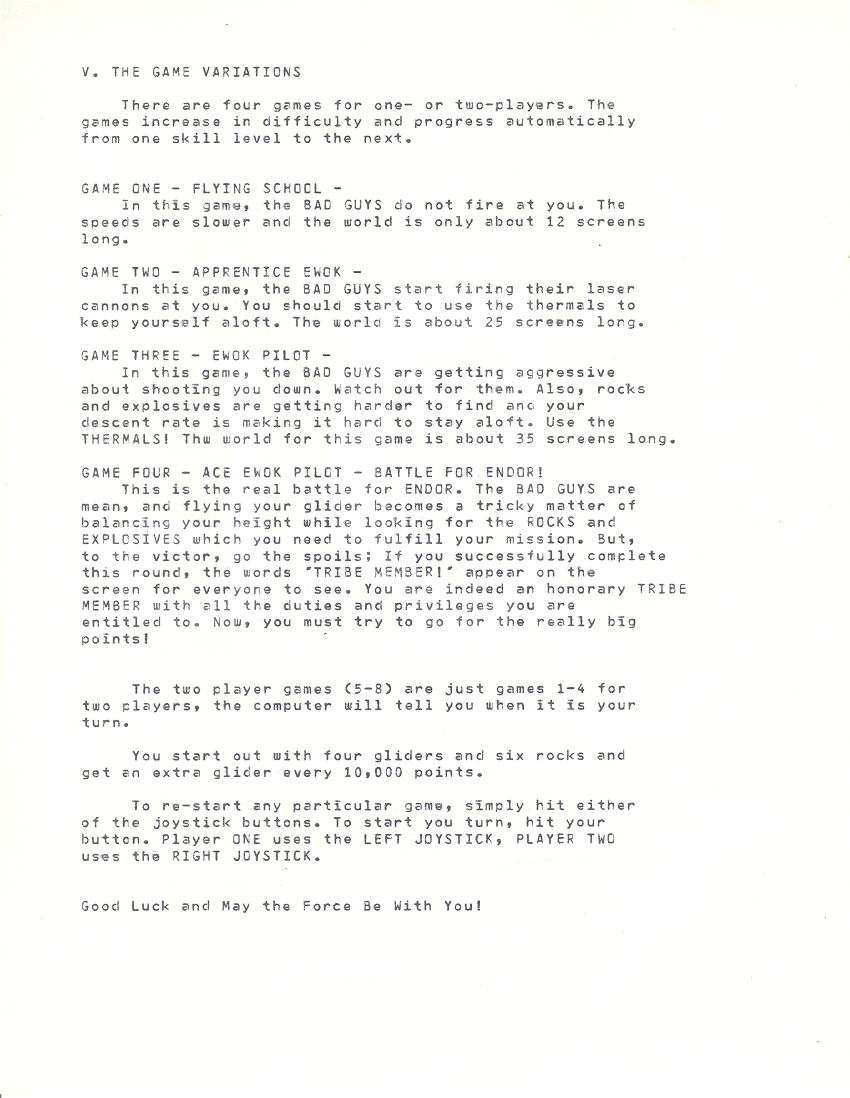 V. THE GAME VARIATIONS
There are four games for one- or two-players. The
games increase in difficulty and progress automatically
from one skill level to the next.
GAME ONE - FLYING SCHOOL -
In this game, the BAD GUYS do not fire at you. The
speeds are slower and the world is only about 12 screens
long.
GAME TWO - APPRENTICE EWOK -
In this game, the BAD GUYS start firing their laser
cannons at you. You should start to use the thermals to
keep yourself aloft. The world is about 25 screens long.
GAME THREE - EWOK PILOT -
In this game, the BAD GUYS are getting aggressive
about shooting you down. Watch out for them. Also, rocks
and explosives are getting harder to find and your
descent rate is making it hard to stay aloft. Use the
THERMALS! Thw world for this game is about 35 screens long.
GAME FOUR - ACE EWOK PILOT - BATTLE FOR ENDOR!
This is the real battle for ENDOR. The BAD GUYS are
mean, and flying your glider becomes a tricky matter of
balancing your height while looking for the ROCKS and
EXPLOSIVES which you need to fulfill your mission. But,
to the victor, go the spoils; If you successfully complete
this round, the words "TRIBE MEMBER!" appear on the
screen for everyone to see. You are indeed an honorary TRIBE
MEMBER with all the duties and privileges you are
entitled to. Now, you must try to go for the really big
points!
The two player games (5-8) are just games 1-4 for
two players, the computer will tell you when it is your
turn.
You start out with four gliders and six rocks and
get an extra glider every 10,000 points.
To re-start any particular game, simply hit either
of the joystick buttons. To start you turn, hit your
button. Player ONE uses the LEFT JOYSTICK, PLAYER TWO
uses the RIGHT JOYSTICK.
Good Luck and May the Force Be With You!